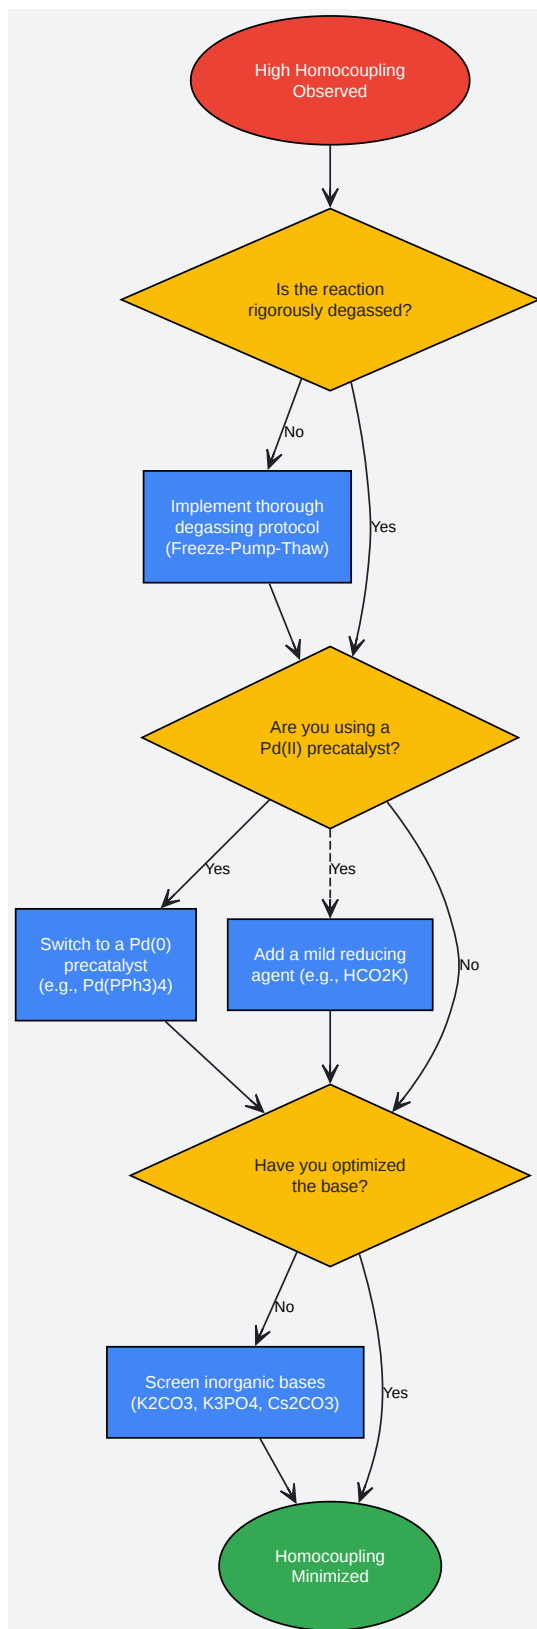 High Homocoupling
Observed
Is the reaction
rigorously degassed?
No
Implement thorough
degassing protocol
(Freeze-Pump-Thaw)
Yes
Are you using a
Pd(II) precatalyst?
Yes
Yes
Switch to a Pd(0)
precatalyst
(e.g., Pd(PPh3)4)
Add a mild reducing
agent (e.g., HCO2K)
No
Have you optimized
the base?
No
Screen inorganic bases
(K2CO3, K3PO4, Cs2CO3)
Yes
Homocoupling
Minimized